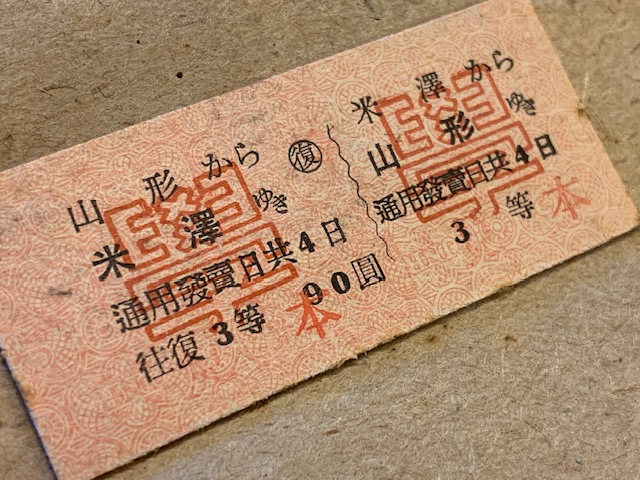 山形から
米澤ゆき
通用發賣日共4日
往復3等 90圓
復
米澤から
山形ゆき
通用發賣日共4日
3等
本
本